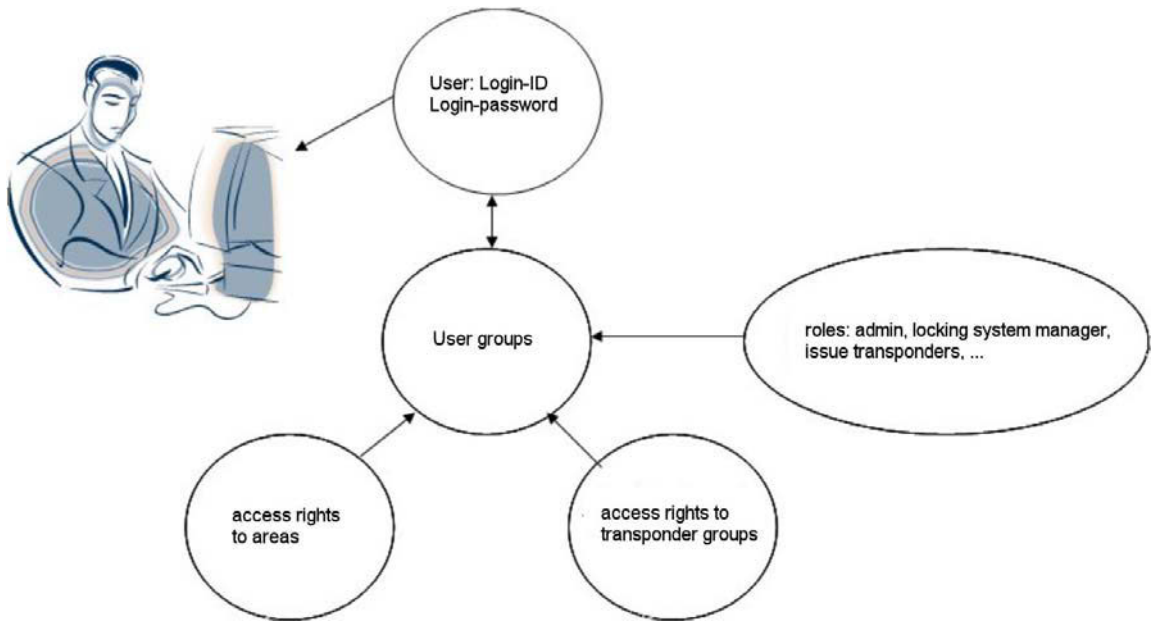 User: Login-ID
Login-password
User groups
roles: admin, locking system manager,
issue transponders, ...
access rights
to areas
access rights to
transponder groups